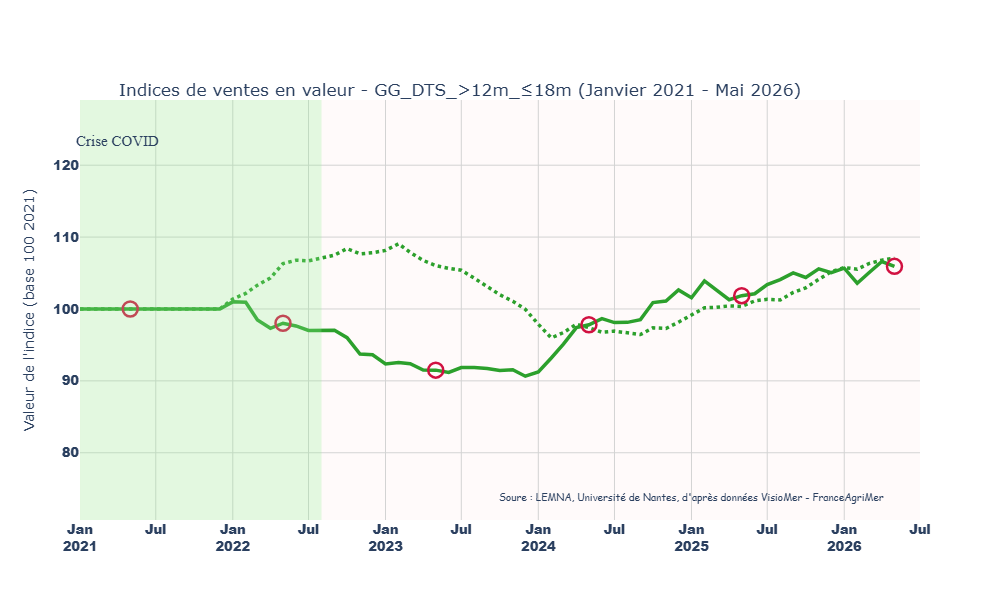 Indices de ventes en valeur - GG_DTS_>12m_≤18m (Janvier 2021 - Mai 2026)
Crise COVID
Valeur de l'indice (base 100 2021)
120
110
100
90
80
Soure : LEMNA, Université de Nantes, d'après données VisioMer - FranceAgriMer
Jan Jul Jan Jul Jan Jul Jan Jul Jan Jul Jan Jul
2021 2022 2023 2024 2025 2026